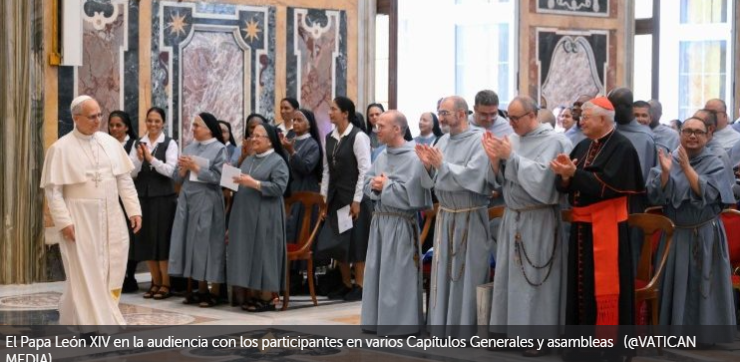 El Papa León XIV en la audiencia con los participantes en varios Capítulos Generales y asambleas (@VATICAN
MEDIA)